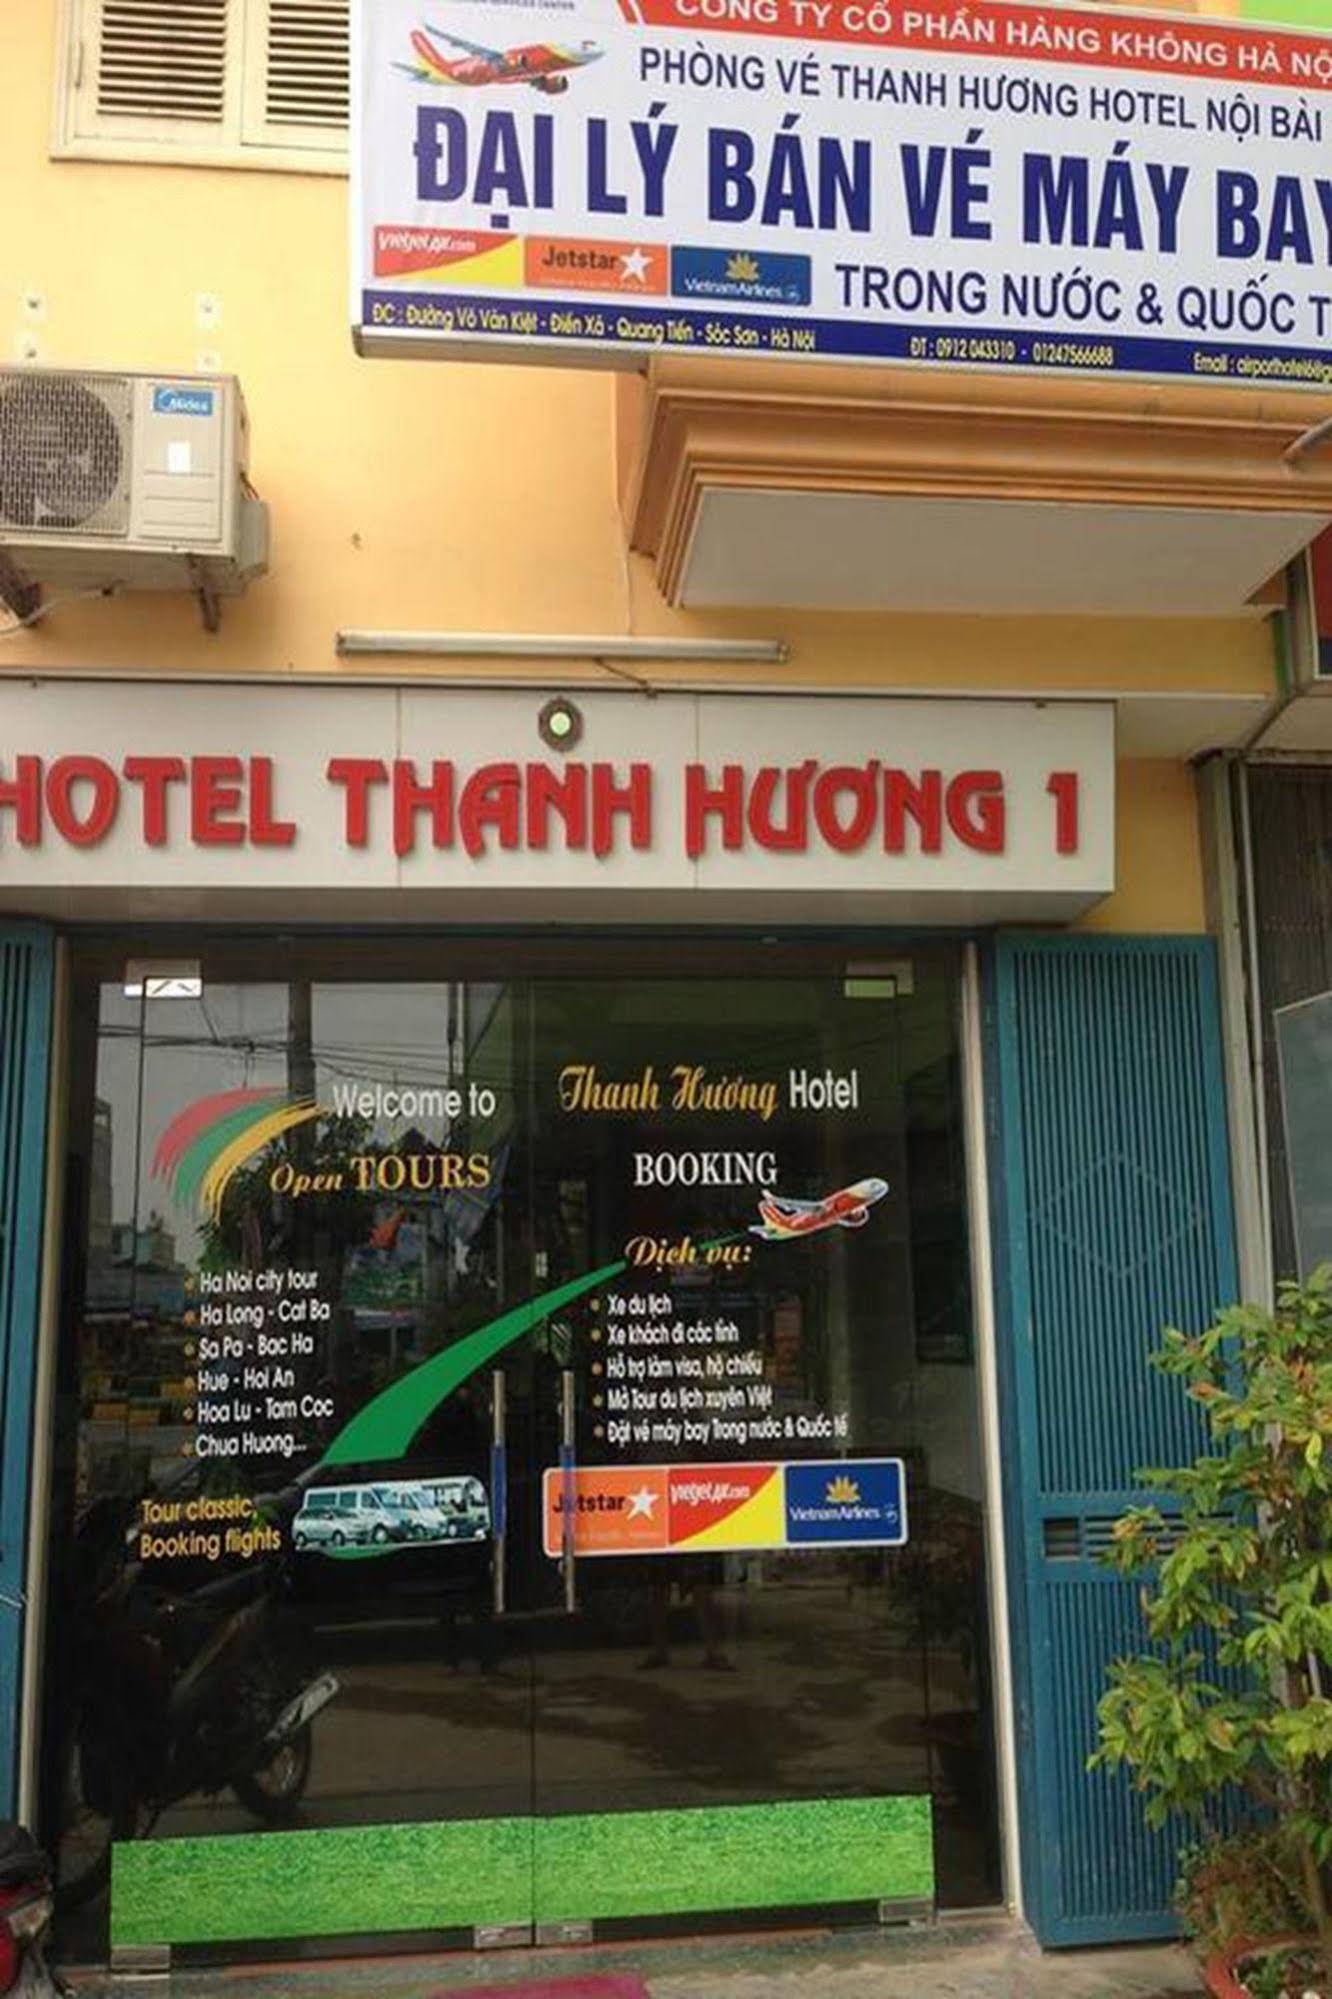 CÔNG TY CỔ PHẦN HÀNG KHÔNG HÀ
PHÒNG VÉ THANH HƯƠNG HOTEL NỘI BÀI
ĐẠI LÝ BÁN VÉ MÁY BAY
VietjetAir.com
Jetstar
VietnamAirlines
TRONG NƯỚC & QUỐC
ĐC : Đường Võ Văn Kiệt - Điền Xá - Quang Tiến - Sóc Sơn - Hà Nội
ĐT : 0912 043310 - 01247566688
Email :
Midea
HOTEL THANH HƯƠNG 1
Welcome to
Open TOURS
Ha Noi city tour
Ha Long - Cat Ba
Sa Pa - Bac Ha
Hue - Hoi An
Hoa Lu - Tam Coc
Chua Huong...
Tour classic,
Booking flights
Thanh Hương Hotel
BOOKING
Dịch vụ:
Xe du lịch
Xe khách đi các tỉnh
Hỗ trợ làm visa, hộ chiếu
Mở Tour du lịch xuyên Việt
Đặt vé máy bay Trong nước & Quốc tế
Jetstar
VietjetAir.com
VietnamAirlines